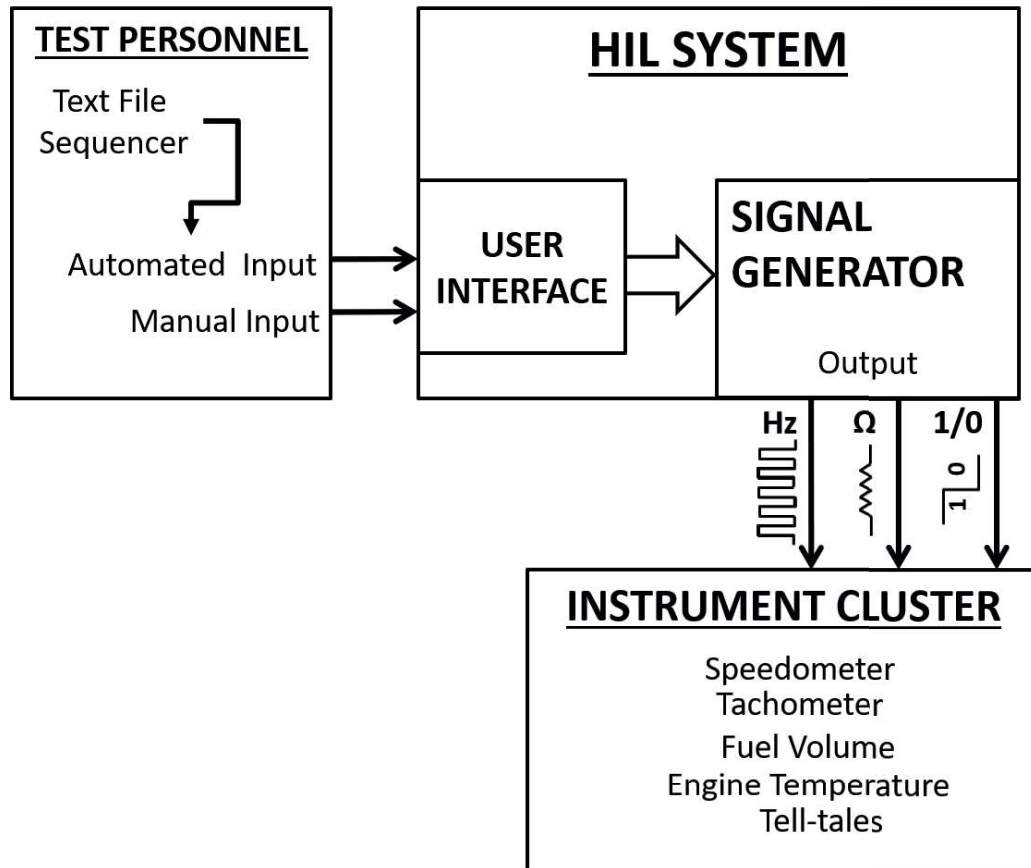 TEST PERSONNEL
Text File
Sequencer
Automated Input
Manual Input
HIL SYSTEM
USER
INTERFACE
SIGNAL
GENERATOR
Output
Hz
Ω
1/0
1 0
INSTRUMENT CLUSTER
Speedometer
Tachometer
Fuel Volume
Engine Temperature
Tell-tales